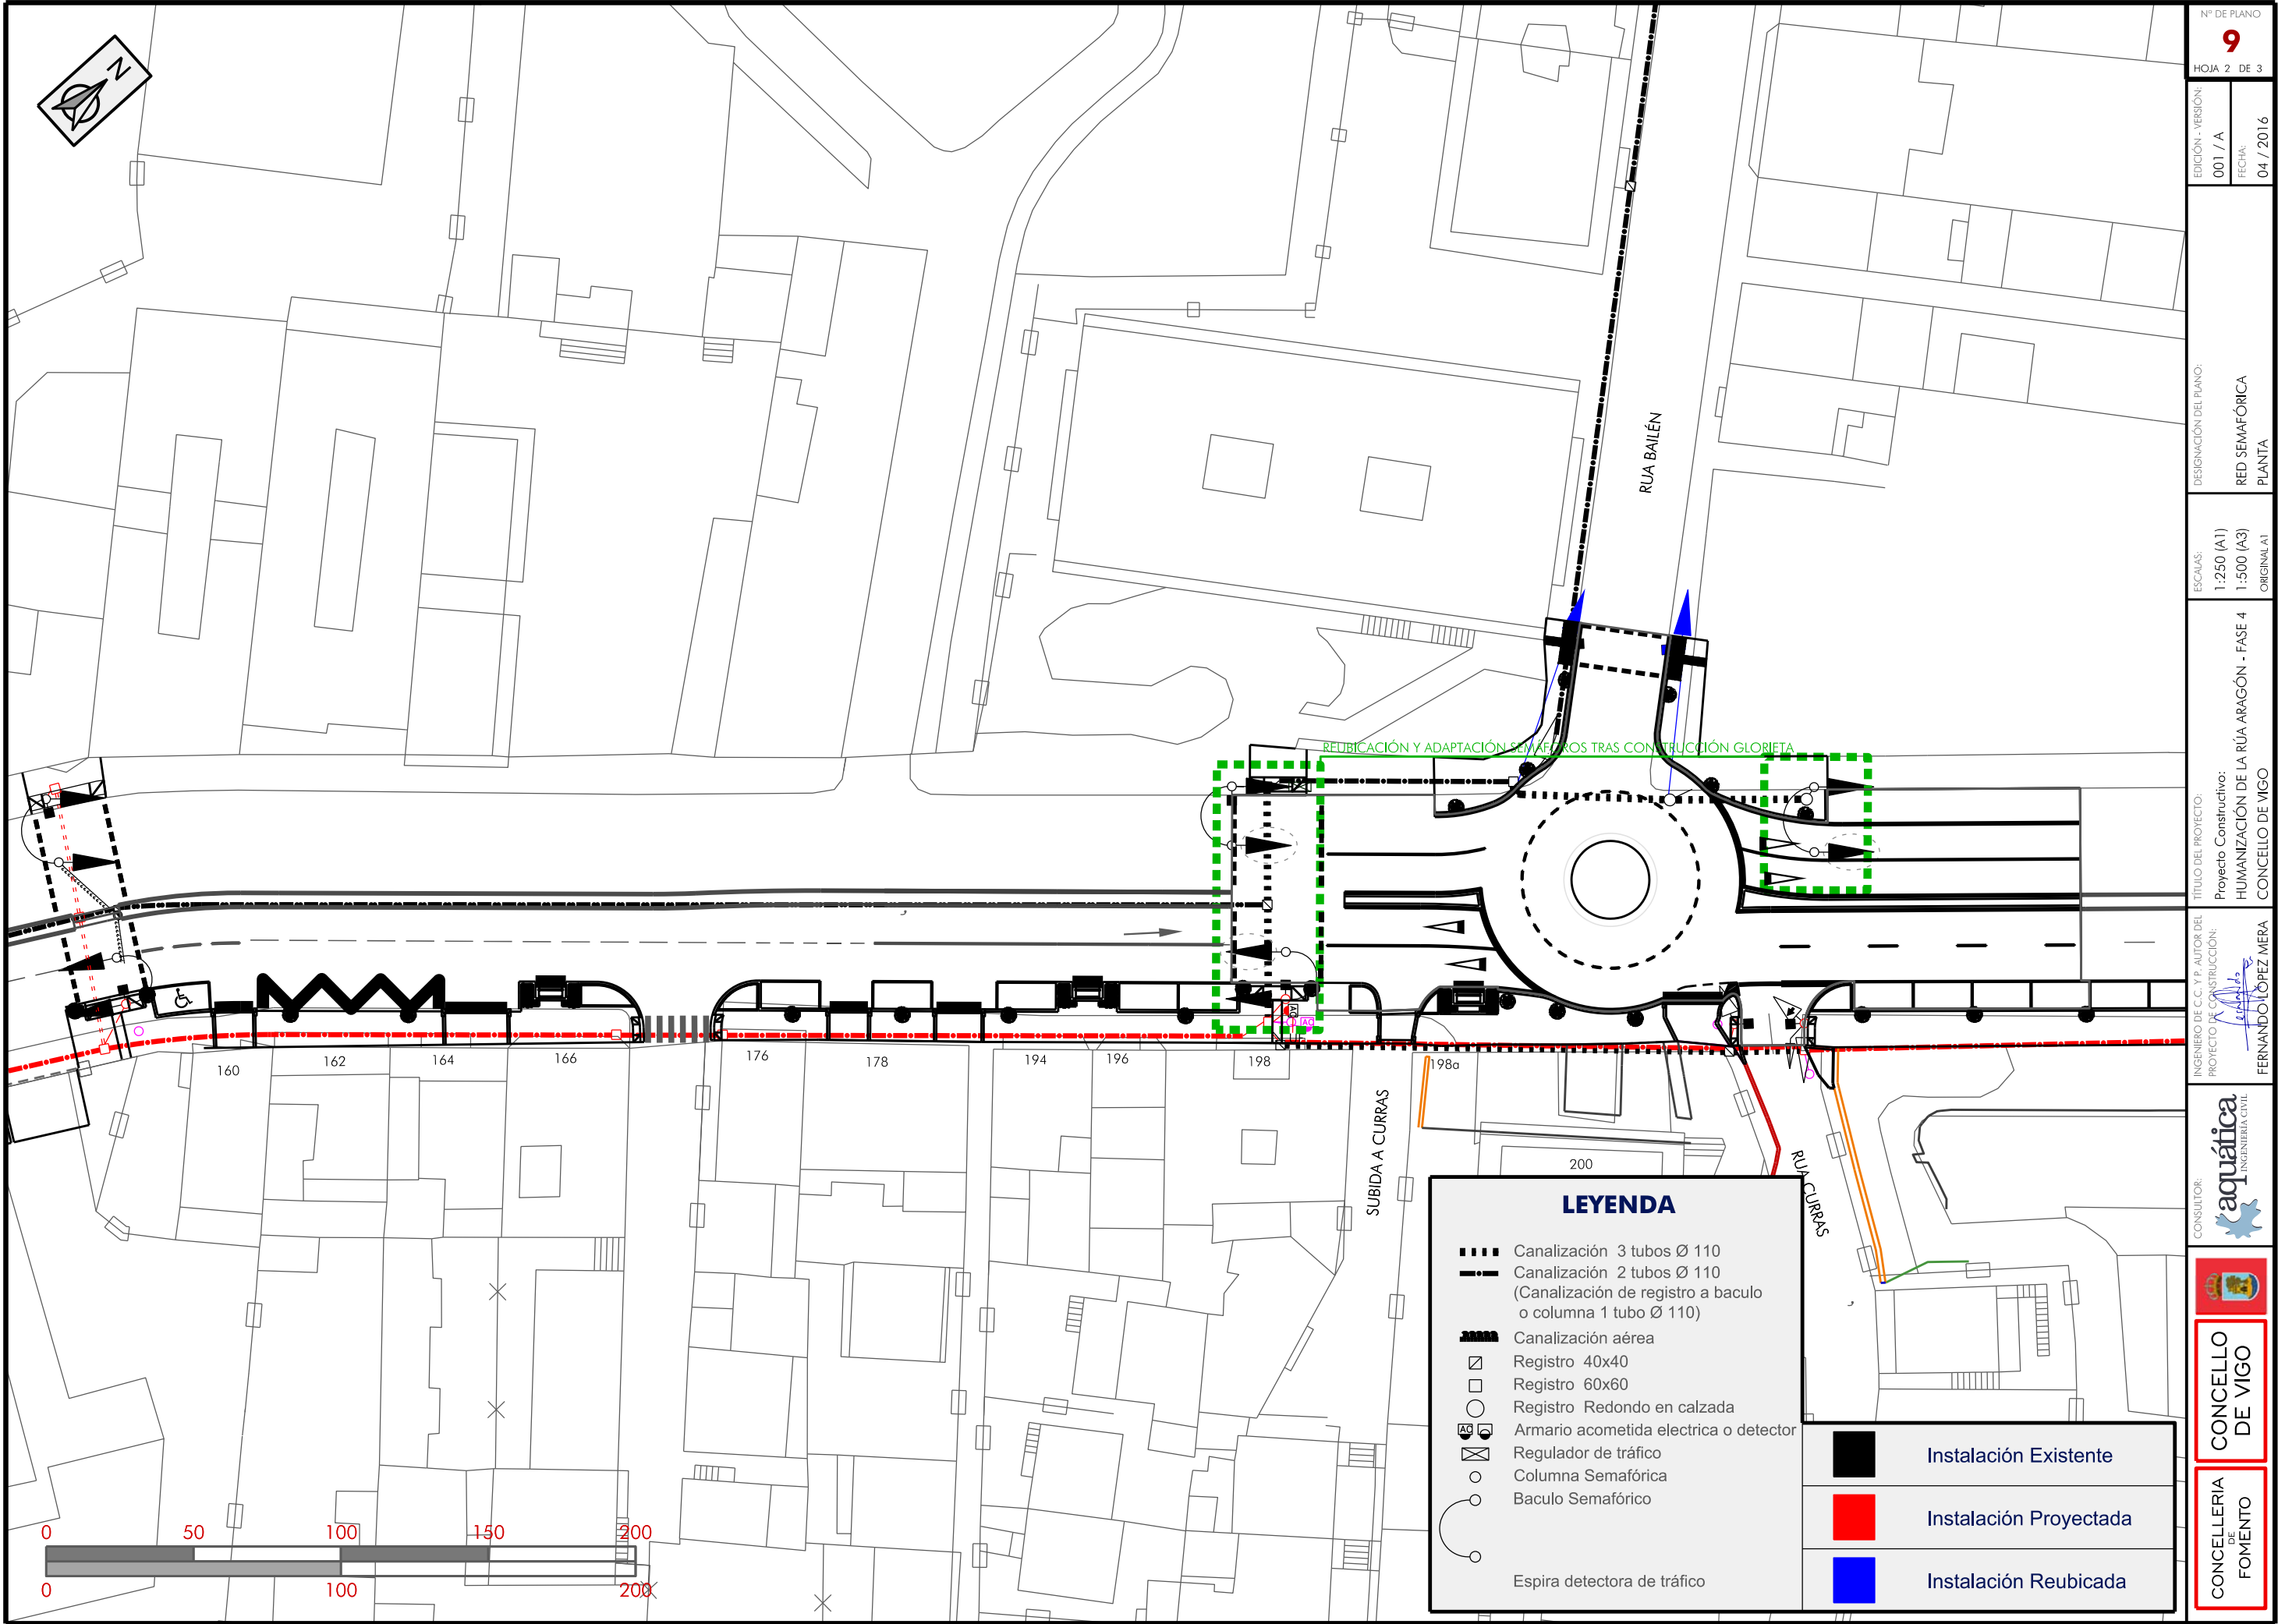 N
RUA BAILÉN
REUBICACIÓN Y ADAPTACIÓN SEMÁFOROS TRAS CONSTRUCCIÓN GLORIETA
AC
AC
160
162
164
166
176
178
194
196
198
198a
200
SUBIDA A CURRAS
RUA CURRAS
0 50 100 150 200
0 100 200
LEYENDA
Canalización 3 tubos Ø 110
Canalización 2 tubos Ø 110
(Canalización de registro a baculo
o columna 1 tubo Ø 110)
Canalización aérea
Registro 40x40
Registro 60x60
Registro Redondo en calzada
AC
Armario acometida electrica o detector
Regulador de tráfico
Columna Semafórica
Baculo Semafórico
Espira detectora de tráfico
Instalación Existente
Instalación Proyectada
Instalación Reubicada
Nº DE PLANO
9
HOJA 2 DE 3
EDICIÓN - VERSIÓN:
001 / A
FECHA:
04 / 2016
DESIGNACIÓN DEL PLANO:
RED SEMAFÓRICA
PLANTA
ESCALAS:
1:250 (A1)
1:500 (A3)
ORIGINAL A1
TÍTULO DEL PROYECTO:
Proyecto Constructivo:
HUMANIZACIÓN DE LA RÚA ARAGÓN - FASE 4
CONCELLO DE VIGO
INGENIERO DE C.C. Y P. AUTOR DEL
PROYECTO DE CONSTRUCCIÓN:
FERNANDO LÓPEZ MERA
CONSULTOR:
aquática
INGENIERÍA CIVIL
CONCELLO
DE VIGO
CONCELLERIA
DE
FOMENTO